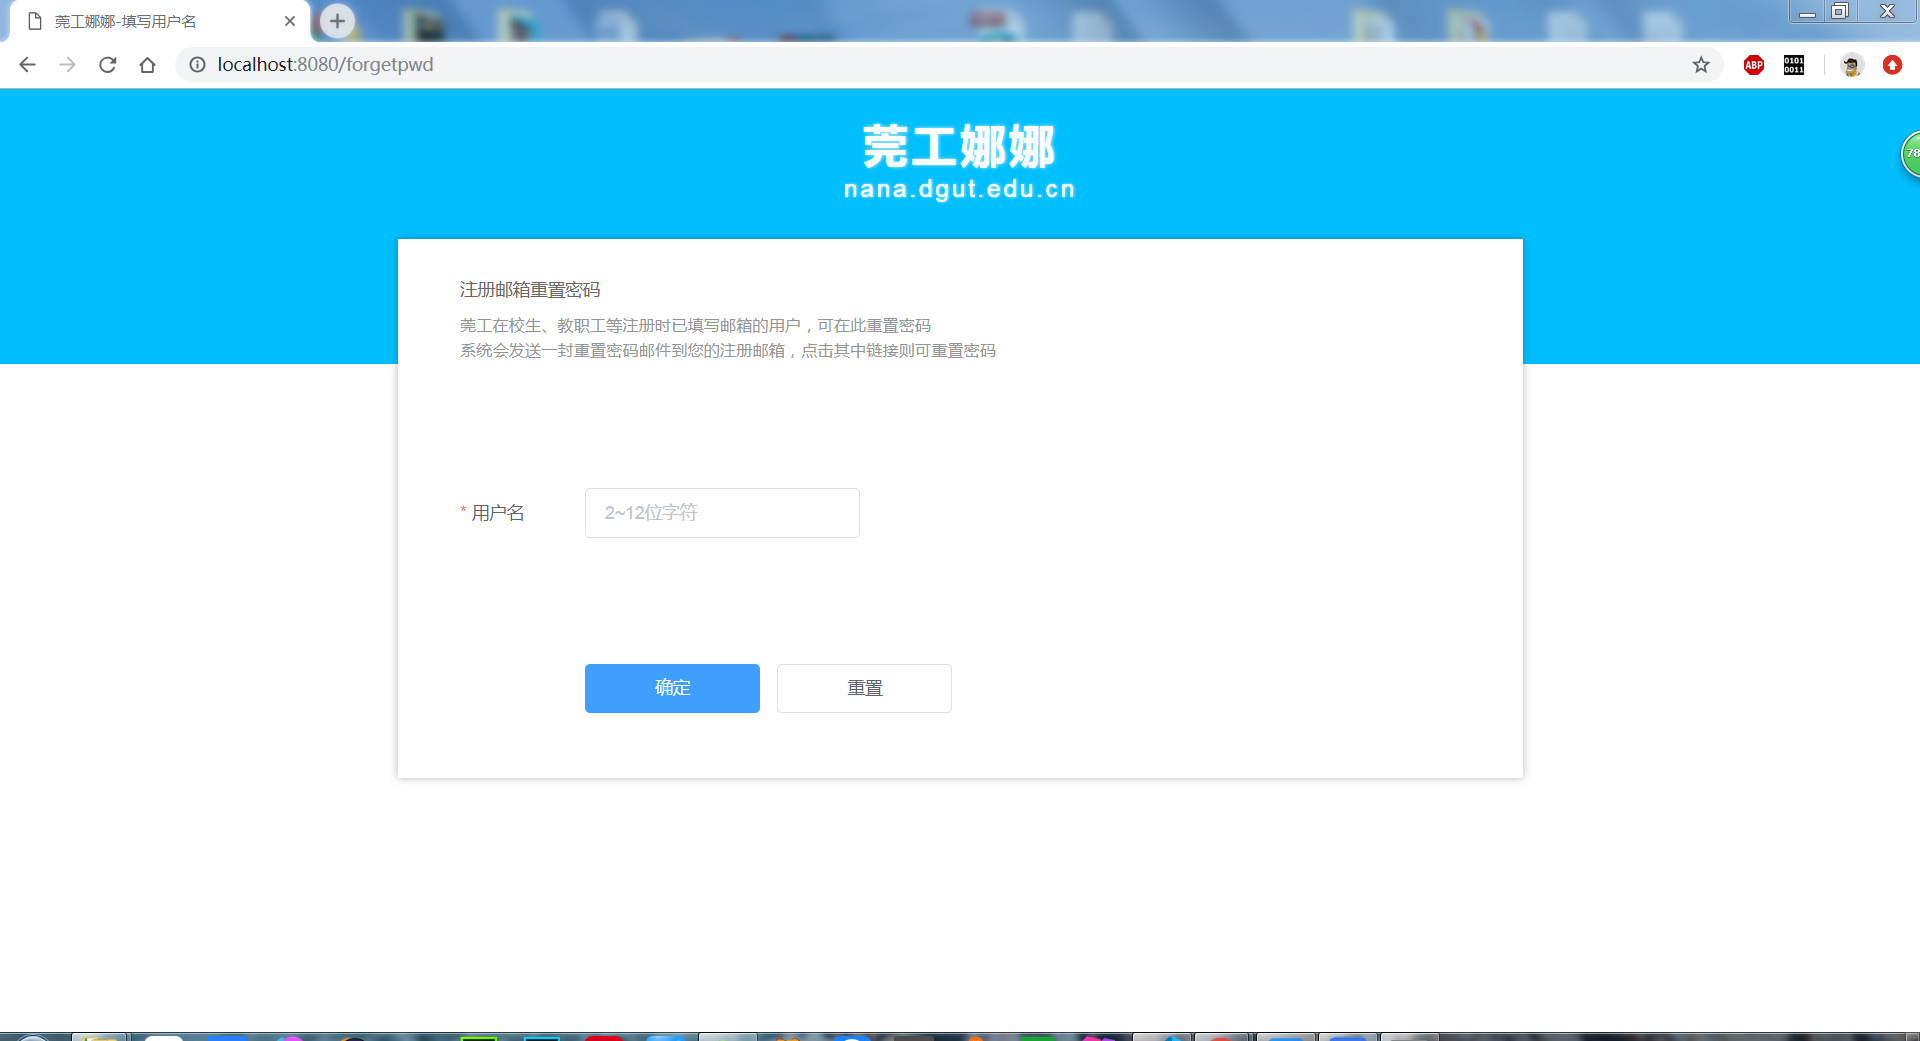 莞工娜娜-填写用户名
localhost:8080/forgetpwd
ABP
0101
0011
莞工娜娜
nana.dgut.edu.cn
78
注册邮箱重置密码
莞工在校生、教职工等注册时已填写邮箱的用户，可在此重置密码
系统会发送一封重置密码邮件到您的注册邮箱，点击其中链接则可重置密码
* 用户名
2~12位字符
确定
重置